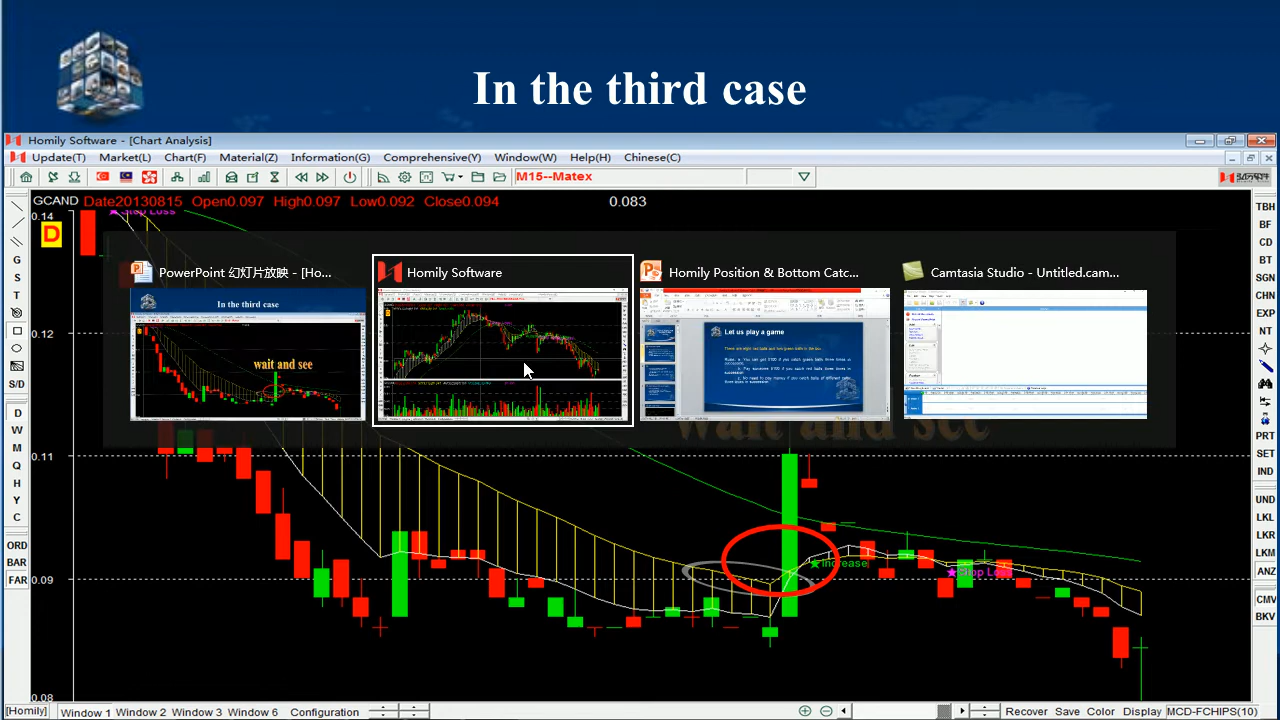 In the third case
Homily Software - [Chart Analysis]
Update(T) Market(L) Chart(F) Material(Z) Information(G) Comprehensive(Y) Window(W) Help(H) Chinese(C)
M15--Matex
GCAND Date20130815 Open0.097 High0.097 Low0.092 Close0.094 0.083
0.14
Stop Loss
D
PowerPoint 幻灯片放映 - [Ho...
Homily Software
Homily Position & Bottom Catc...
Camtasia Studio - Untitled.cam...
In the third case
wait and see
Let us play a game
0.12
wait and see
0.11
Increase
Stop Loss
0.09
0.08
G
S
T
S/D
D
W
M
Q
H
Y
C
ORD
BAR
FAR
TBH
BF
CD
BT
SGN
CHN
EXP
NT
PRT
SET
IND
UND
LKL
LKR
LKM
ANZ
CMV
BKV
[Homily] Window 1 Window 2 Window 3 Window 6 Configuration Recover Save Color Display MCD-FCHIPS(10)